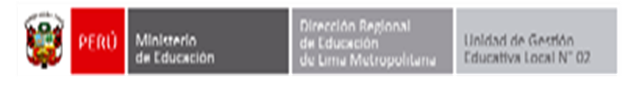 PERÚ
Ministerio
de Educación
Dirección Regional
de Educación
de Lima Metropolitana
Unidad de Gestión
Educativa Local N° 02